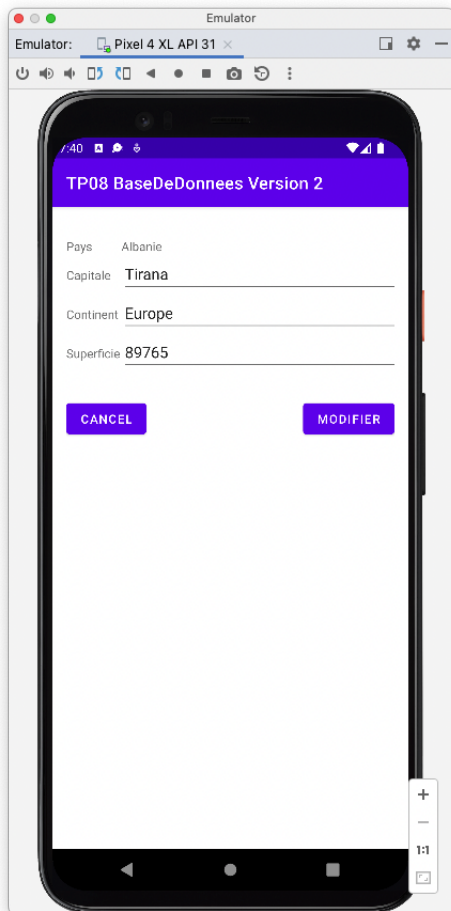 Emulator
Emulator: Pixel 4 XL API 31
7:40
TP08 BaseDeDonnees Version 2
Pays Albanie
Capitale Tirana
Continent Europe
Superficie 89765
CANCEL MODIFIER
1:1